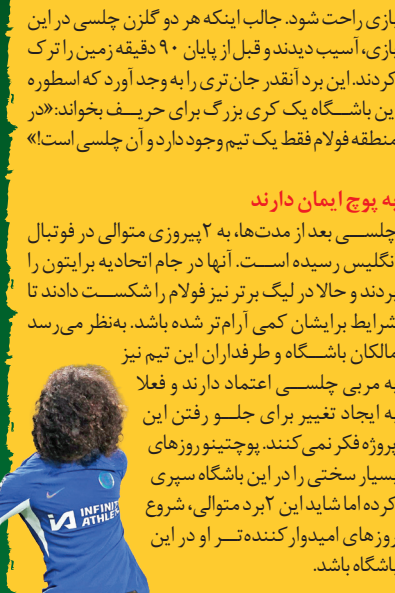 بازی راحت شود. جالب اینکه هر دو گلزن چلسی در این
بازی، آسیب دیدند و قبل از پایان ۹۰ دقیقه زمین را ترک
کردند. این برد آنقدر جان‌تری را به وجد آورد که اسطوره
این باشگاه یک کری بزرگ برای حریف بخواند: «در
منطقه فولام فقط یک تیم وجود دارد و آن چلسی است!»
به پوچ ایمان دارند
چلسی بعد از مدت‌ها، به ۲پیروزی متوالی در فوتبال
انگلیس رسیده است. آنها در جام اتحادیه برایتون را
بردند و حالا در لیگ برتر نیز فولام را شکست دادند تا
شرایط برایشان کمی آرام‌تر شده باشد. به‌نظر می‌رسد
مالکان باشگاه و طرفداران این تیم نیز
به مربی چلسی اعتماد دارند و فعلا
به ایجاد تغییر برای جلو رفتن این
پروژه فکر نمی‌کنند. پوچتینو روزهای
بسیار سختی را در این باشگاه سپری
کرده اما شاید این ۲برد متوالی، شروع
روزهای امیدوارکننده‌تر او در این
باشگاه باشد.
INFINIT
ATHLE